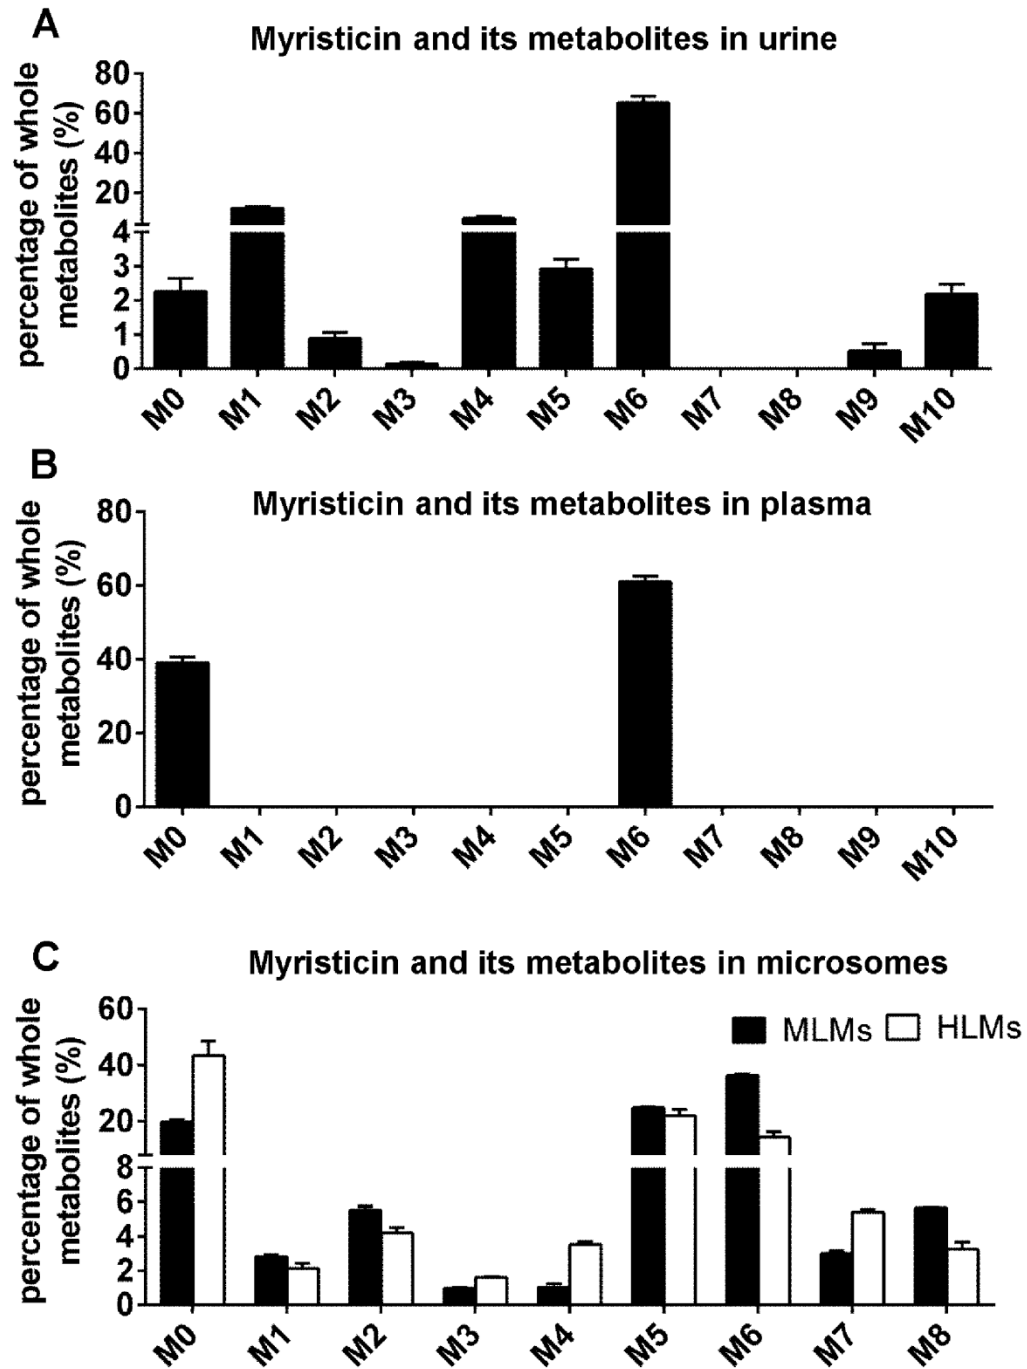 A
Myristicin and its metabolites in urine
percentage of whole
metabolites (%)
80
60
40
20
4
3
2
1
0
M0 M1 M2 M3 M4 M5 M6 M7 M8 M9 M10
B
Myristicin and its metabolites in plasma
percentage of whole
metabolites (%)
80
60
40
20
0
M0 M1 M2 M3 M4 M5 M6 M7 M8 M9 M10
C
Myristicin and its metabolites in microsomes
percentage of whole
metabolites (%)
60
40
20
8
6
4
2
0
MLMs HLMs
M0 M1 M2 M3 M4 M5 M6 M7 M8